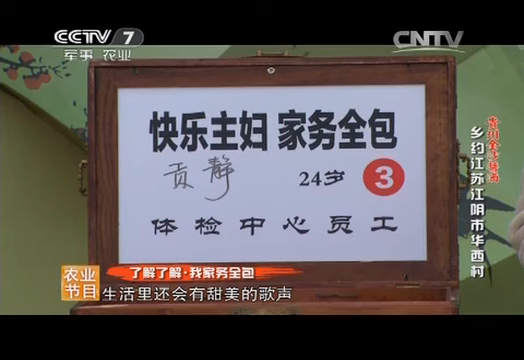 CCTV 7
军事 农业
CNTV
快乐主妇 家务全包
贡静
24岁 3
体检中心员工
乡约江苏江阴市华西村
农业
节目
了解了解·我家务全包
生活里还会有甜美的歌声